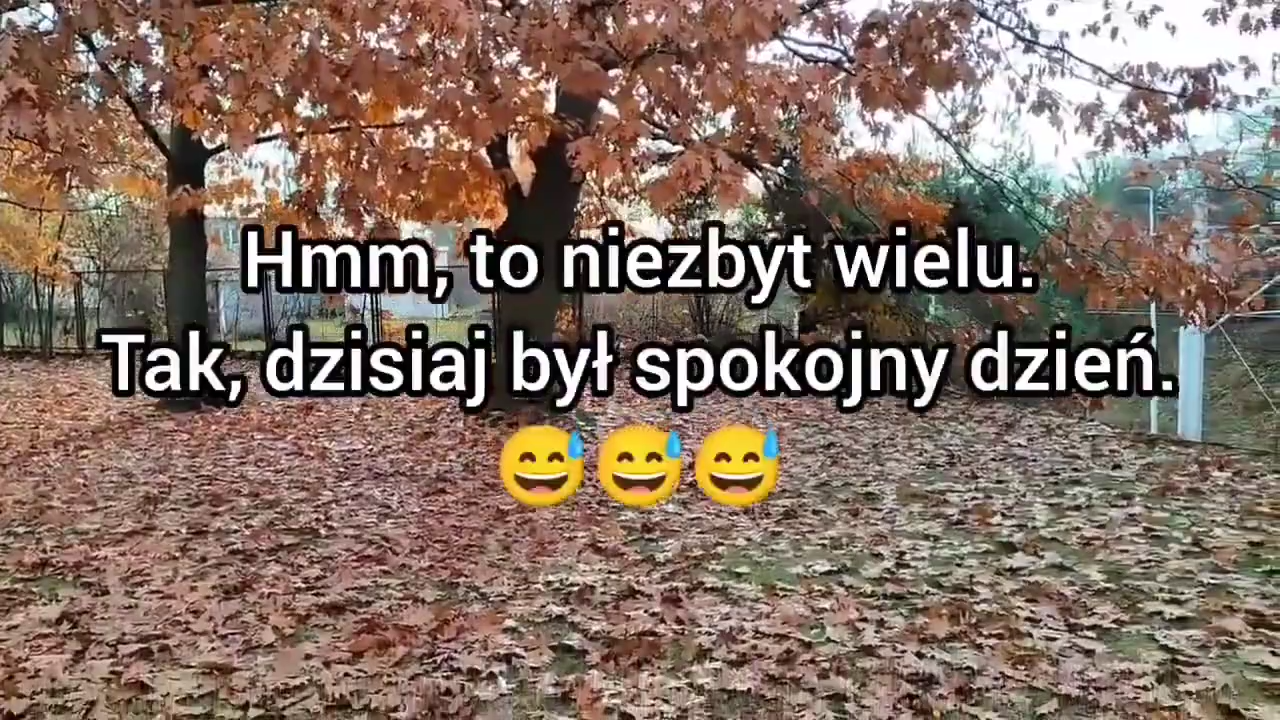 Hmm, to niezbyt wielu.
Tak, dzisiaj był spokojny dzień.
😅😅😅